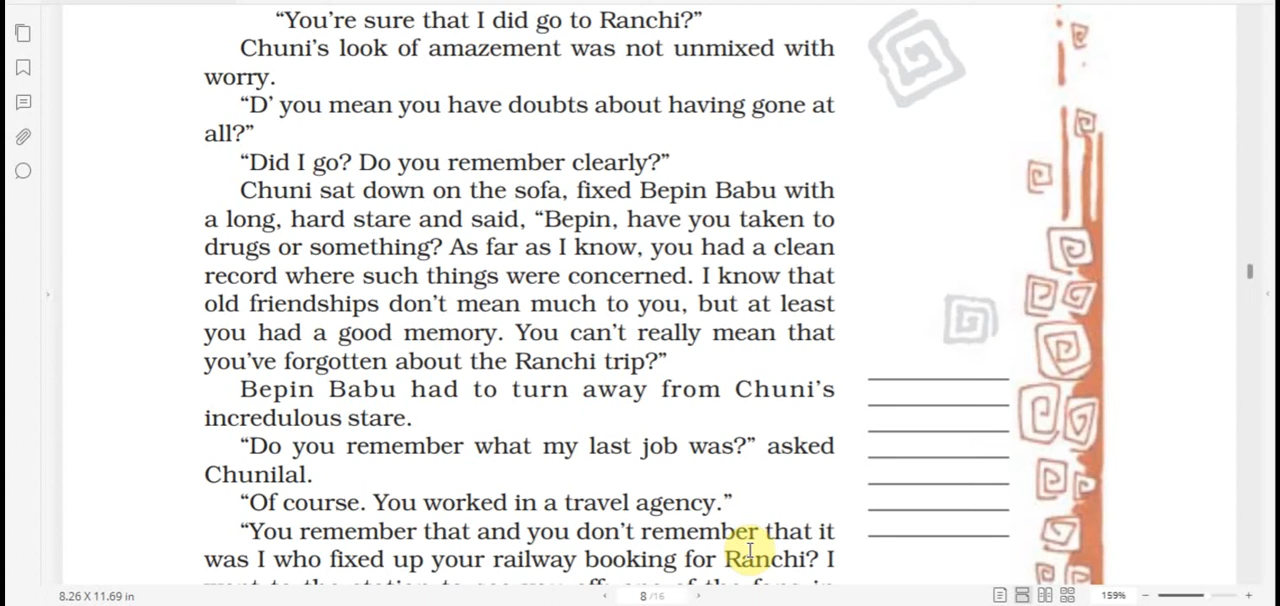 “You’re sure that I did go to Ranchi?”
Chuni’s look of amazement was not unmixed with
worry.
“D’ you mean you have doubts about having gone at
all?”
“Did I go? Do you remember clearly?”
Chuni sat down on the sofa, fixed Bepin Babu with
a long, hard stare and said, “Bepin, have you taken to
drugs or something? As far as I know, you had a clean
record where such things were concerned. I know that
old friendships don’t mean much to you, but at least
you had a good memory. You can’t really mean that
you’ve forgotten about the Ranchi trip?”
Bepin Babu had to turn away from Chuni’s
incredulous stare.
“Do you remember what my last job was?” asked
Chunilal.
“Of course. You worked in a travel agency.”
“You remember that and you don’t remember that it
was I who fixed up your railway booking for Ranchi? I
8.26 X 11.69 in
8 /16
159%